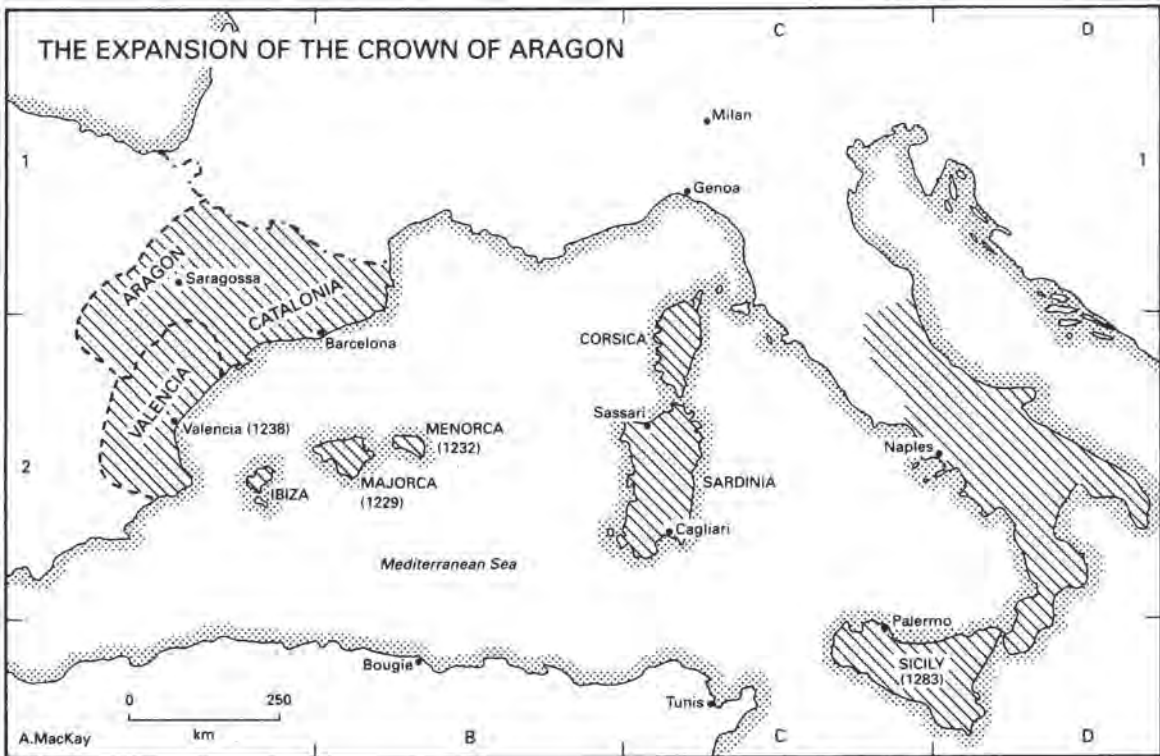 C
D
THE EXPANSION OF THE CROWN OF ARAGON
Milan
1
1
Genoa
ARAGON
Saragossa
CATALONIA
Barcelona
CORSICA
VALENCIA
Valencia (1238)
Sassari
MENORCA
(1232)
Naples
2
IBIZA
MAJORCA
(1229)
SARDINIA
Cagliari
Mediterranean Sea
Palermo
SICILY
(1283)
Bougie
Tunis
0
250
km
A.MacKay
B
C
D